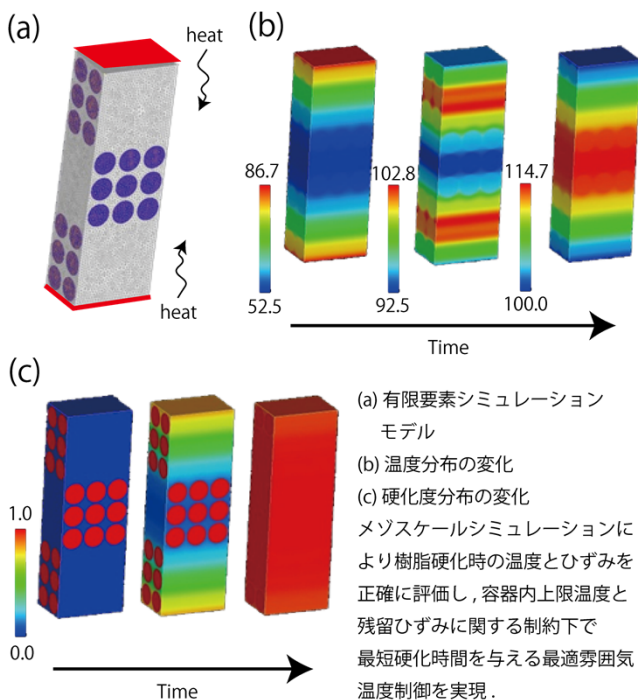 (a)
heat
heat
(b)
86.7
52.5
102.8
92.5
114.7
100.0
Time
(c)
1.0
0.0
Time
(a) 有限要素シミュレーション
モデル
(b) 温度分布の変化
(c) 硬化度分布の変化
メゾスケールシミュレーションに
より樹脂硬化時の温度とひずみを
正確に評価し , 容器内上限温度と
残留ひずみに関する制約下で
最短硬化時間を与える最適雰囲気
温度制御を実現 .